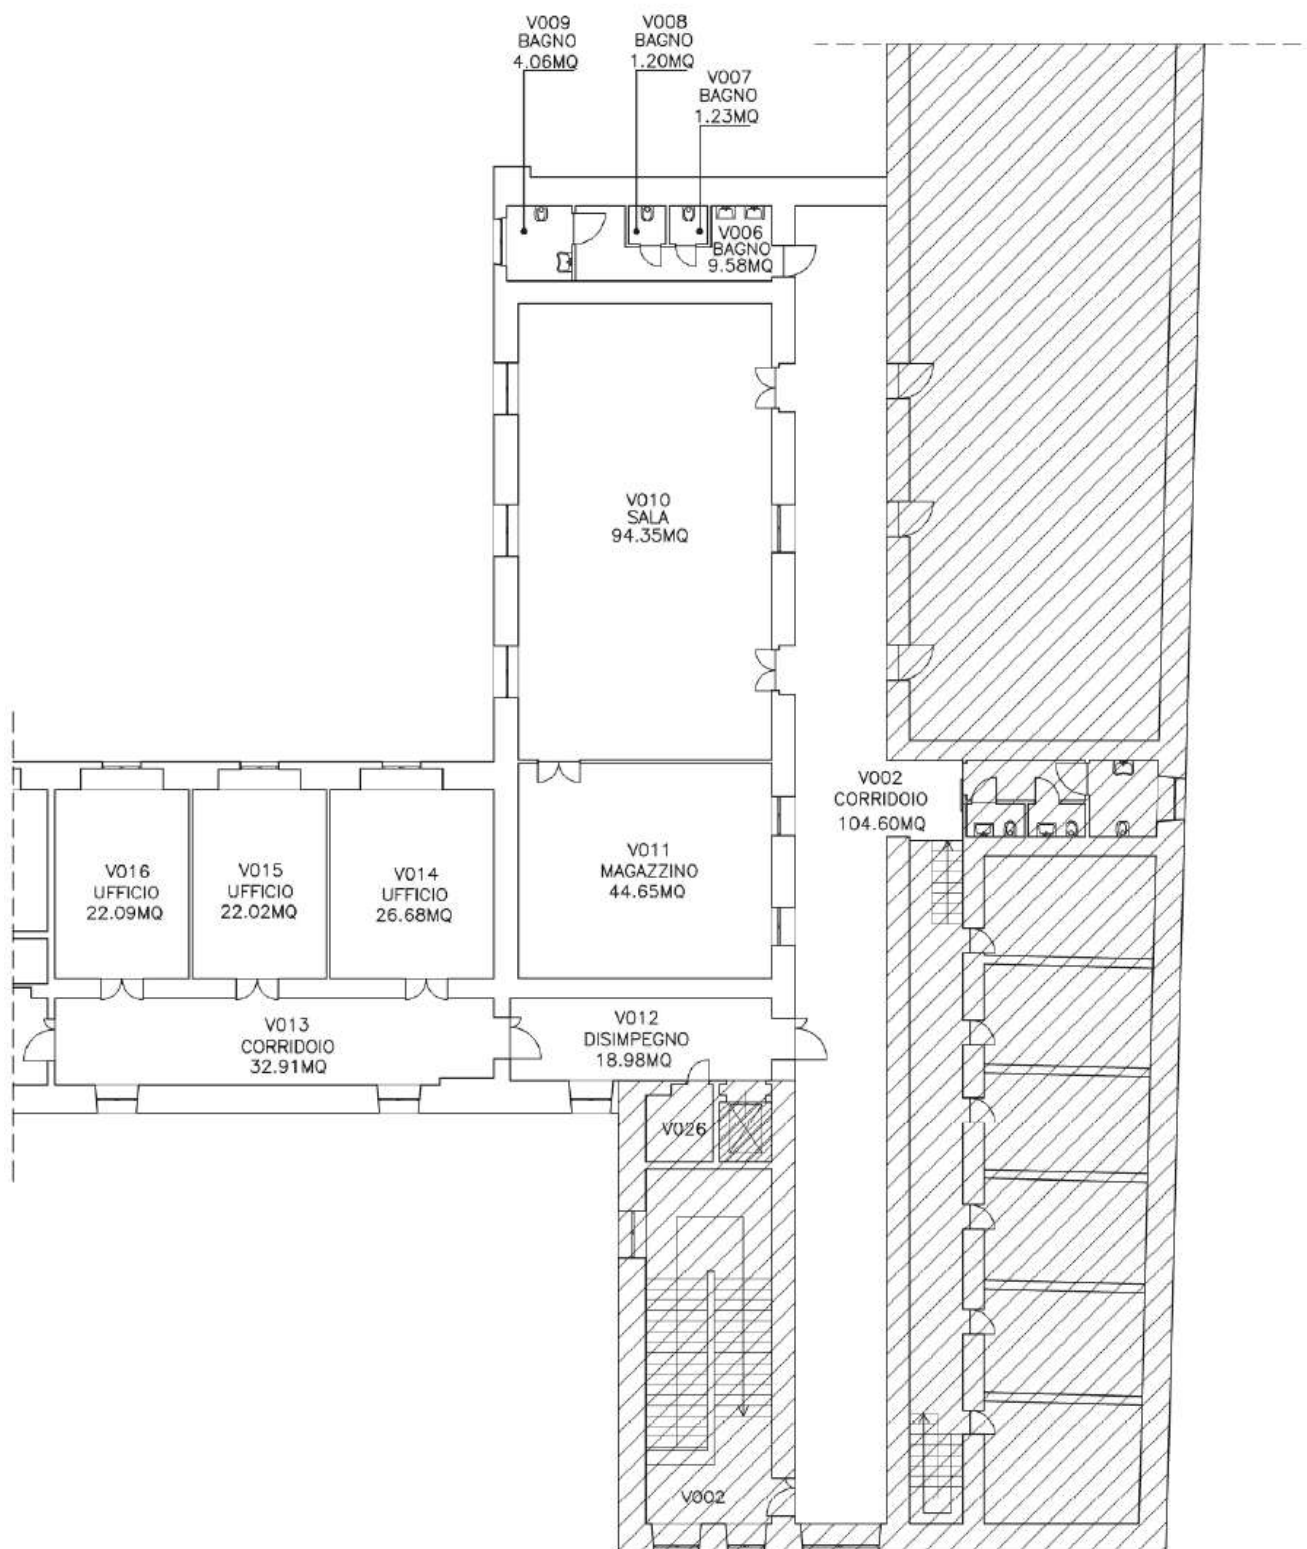 V009
BAGNO
4.06MQ
V008
BAGNO
1.20MQ
V007
BAGNO
1.23MQ
V006
BAGNO
9.58MQ
V010
SALA
94.35MQ
V002
CORRIDOIO
104.60MQ
V016
UFFICIO
22.09MQ
V015
UFFICIO
22.02MQ
V014
UFFICIO
26.68MQ
V011
MAGAZZINO
44.65MQ
V013
CORRIDOIO
32.91MQ
V012
DISIMPEGNO
18.98MQ
V026
V002